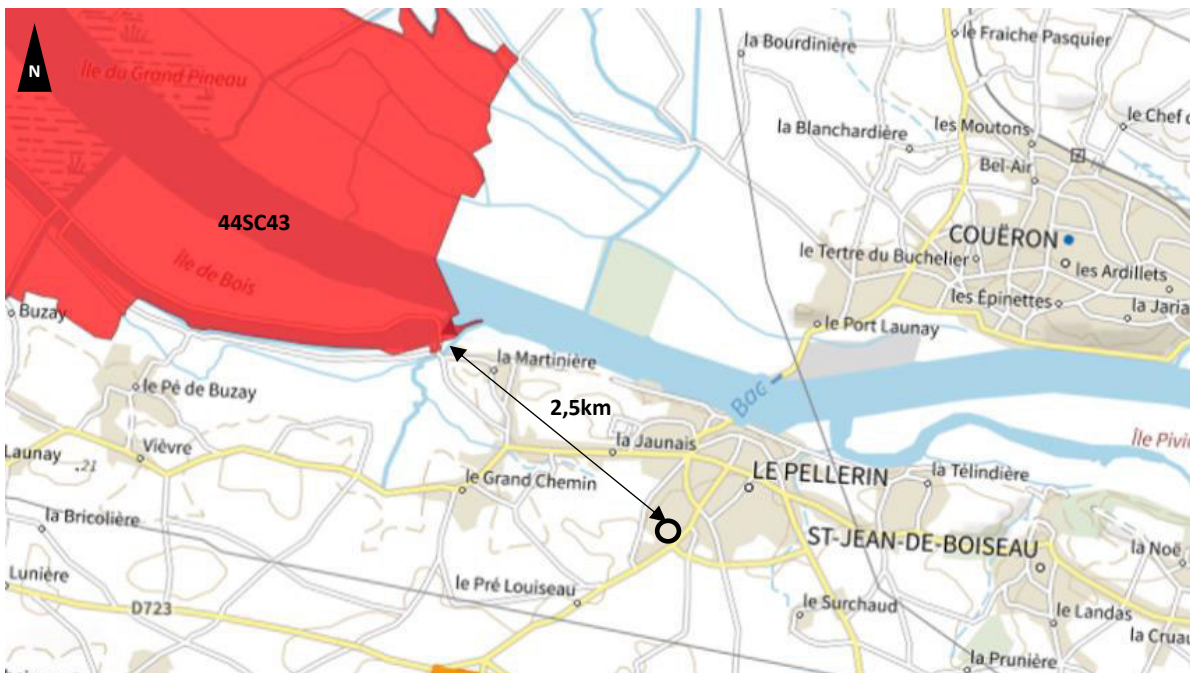 N
Île du Grand Pineau
44SC43
Île de Bois
la Bourdinière
le Fraiche Pasquier
la Blanchardière
les Moutons
le Chef
Bel-Air
COUËRON
le Tertre du Buchelier
les Ardillets
les Épinettes
la Jaria
Buzay
le Port Launay
la Martinière
le Pé de Buzay
2,5km
Bac
Launay
21
Vièvre
la Jaunais
Île Pivi
le Grand Chemin
LE PELLERIN
la Télindière
la Bricolière
ST-JEAN-DE-BOISEAU
la Noë
Lunière
le Pré Louiseau
D723
le Surchaud
le Landas
la Cruau
la Prunière